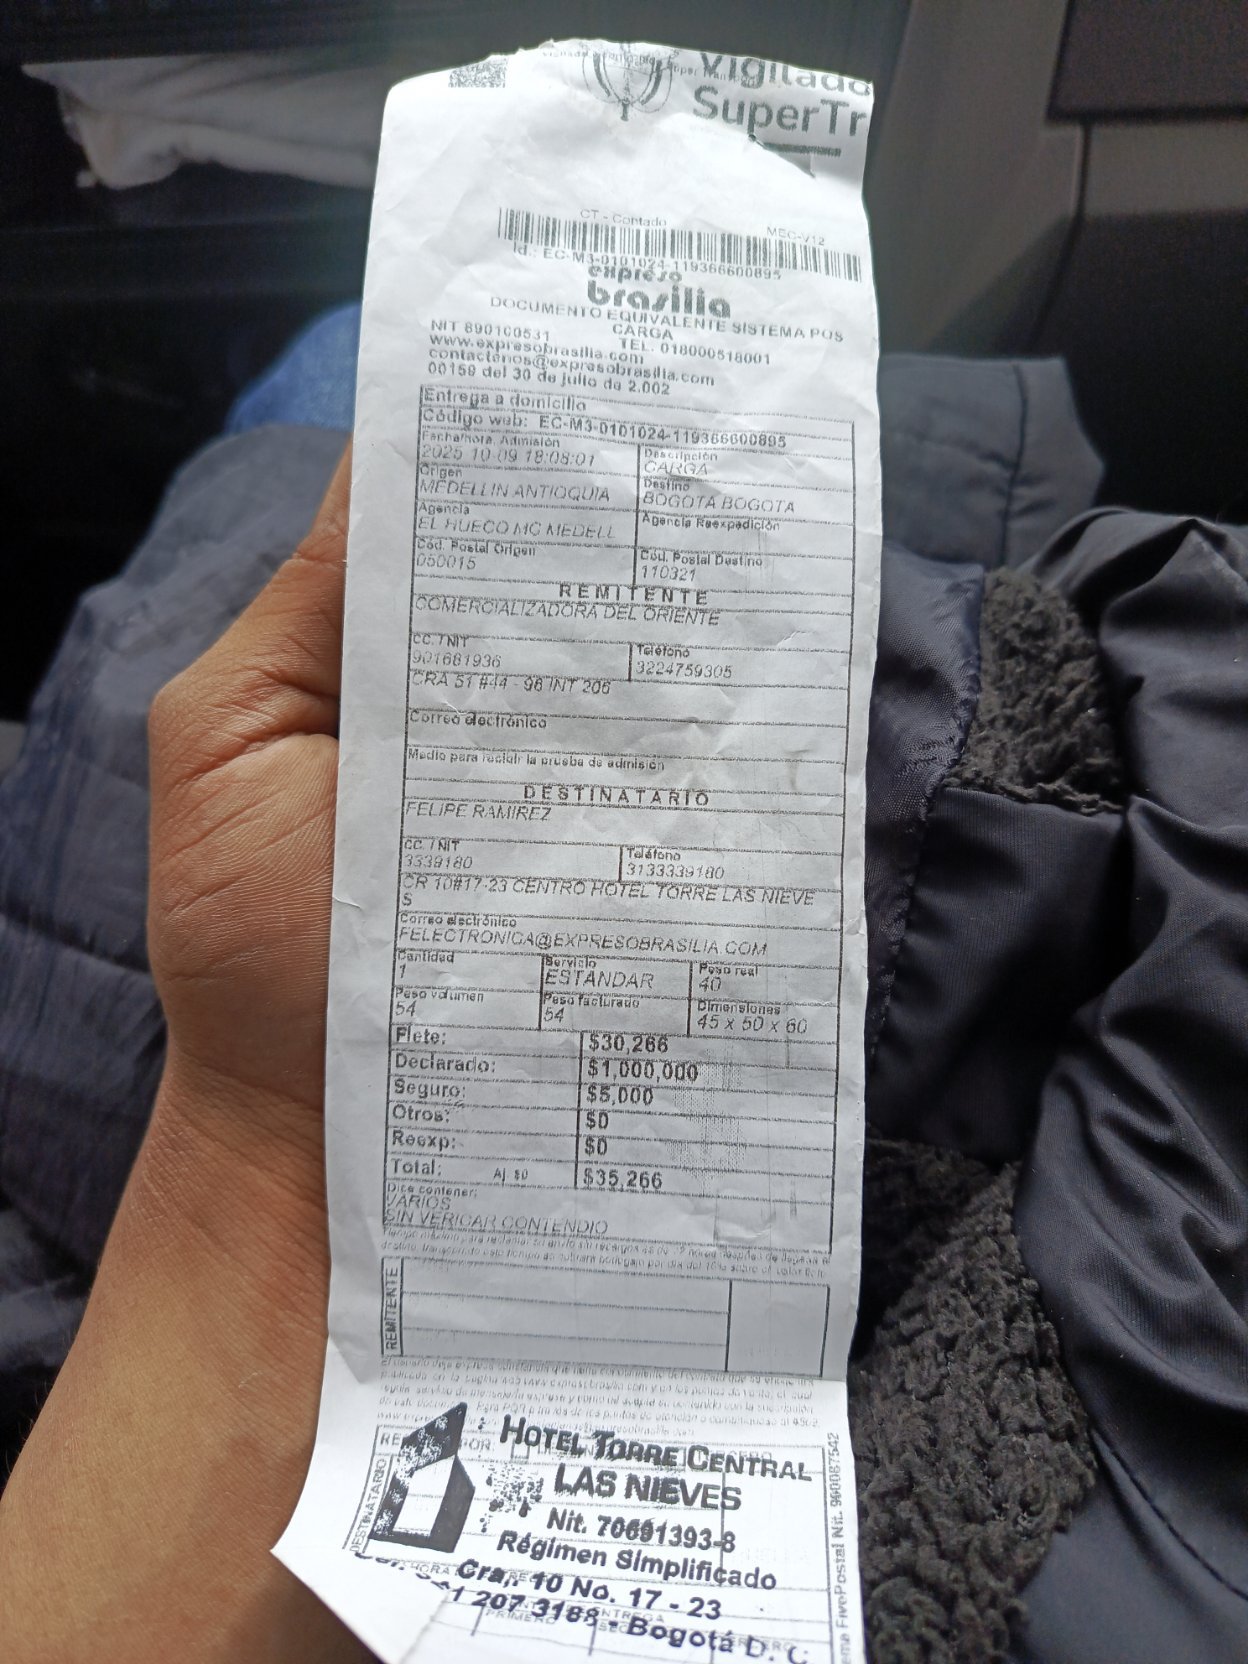 Vigilado
SuperTr
CT - Contado
MEC-V12
Id.: EC-M3-0101024-119366600895
expreso
brasilia
DOCUMENTO EQUIVALENTE SISTEMA POS
CARGA
NIT 890100531
TEL. 018000518001
www.expresobrasilia.com
contactenos@expresobrasilia.com
00159 del 30 de julio de 2.002
Entrega a domicilio
Código web: EC-M3-0101024-119366600895
Fecha/hora. Admisión
2025 10-09 18:08:01
Descripción
CARGA
Origen
MEDELLIN ANTIOQUIA
Destino
BOGOTA BOGOTA
Agencia
EL HUECO MC MEDELL
Agencia Reexpedición
Cód. Postal Origen
050015
Cód. Postal Destino
110321
REMITENTE
COMERCIALIZADORA DEL ORIENTE
CC. / NIT
901681936
Teléfono
3224759305
CRA 51 #44 - 96 INT 206
Correo electrónico
Medio para recibir la prueba de admisión
DESTINATARIO
FELIPE RAMIREZ
CC. / NIT
3339180
Teléfono
3133339180
CR 10#17-23 CENTRO HOTEL TORRE LAS NIEVE
S
Correo electrónico
FELECTRONICA@EXPRESOBRASILIA.COM
Cantidad
1
Servicio
ESTANDAR
Peso real
40
Peso volumen
54
Peso facturado
54
Dimensiones
45 x 50 x 60
Flete: $30,266
Declarado: $1,000,000
Seguro: $5,000
Otros: $0
Reexp: $0
Total: Aj $0 $35,266
Dice contener:
VARIOS
SIN VERICAR CONTENDIO
REMITENTE
DESTINATARIO
HOTEL TORRE CENTRAL
LAS NIEVES
Nit. 70691393-8
Régimen Simplificado
Cra. 10 No. 17 - 23
207 3188 - Bogotá D. C